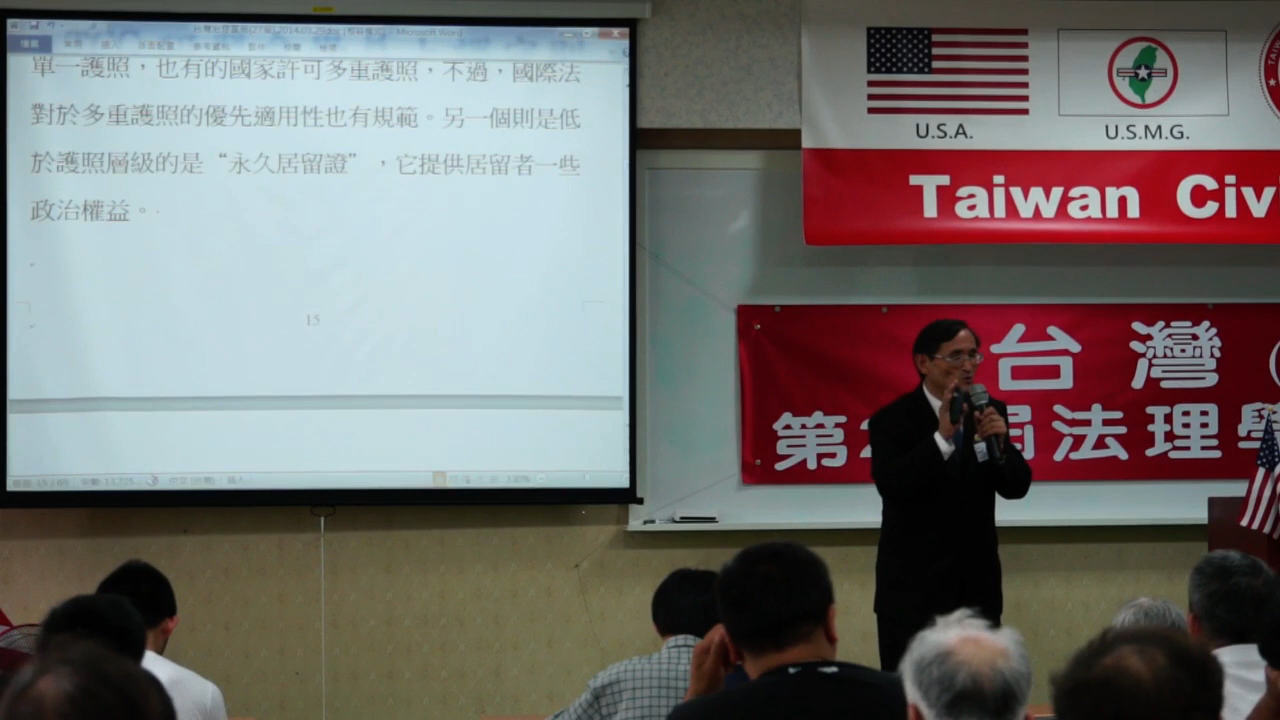 單一護照，也有的國家許可多重護照，不過，國際法
對於多重護照的優先適用性也有規範。另一個則是低
於護照層級的是“永久居留證”，它提供居留者一些
政治權益。
15
U.S.A.
U.S.M.G.
Taiwan Civ
台灣
第2 法理學